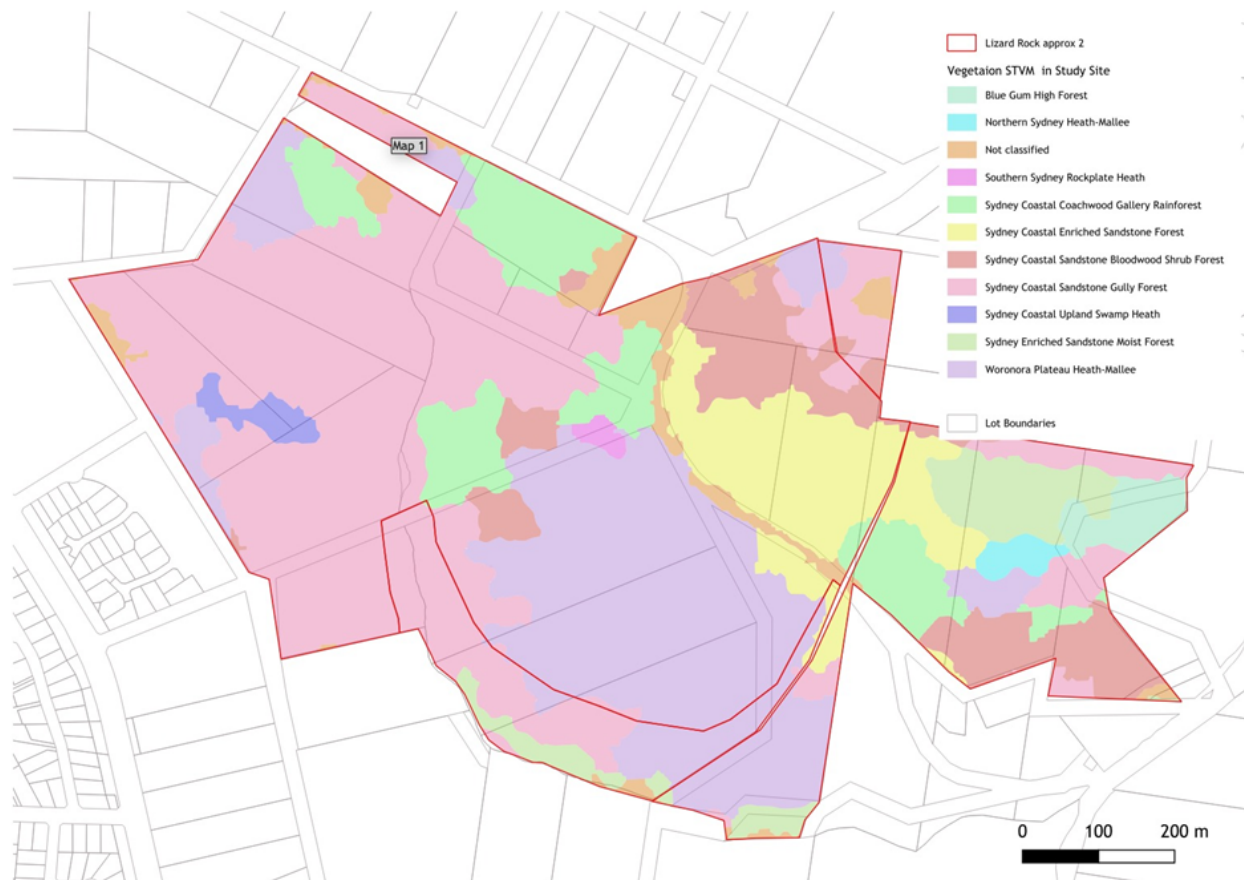 Lizard Rock approx 2
Vegetaion STVM in Study Site
Blue Gum High Forest
Northern Sydney Heath-Mallee
Map 1
Not classified
Southern Sydney Rockplate Heath
Sydney Coastal Coachwood Gallery Rainforest
Sydney Coastal Enriched Sandstone Forest
Sydney Coastal Sandstone Bloodwood Shrub Forest
Sydney Coastal Sandstone Gully Forest
Sydney Coastal Upland Swamp Heath
Sydney Enriched Sandstone Moist Forest
Woronora Plateau Heath-Mallee
Lot Boundaries
0 100 200 m